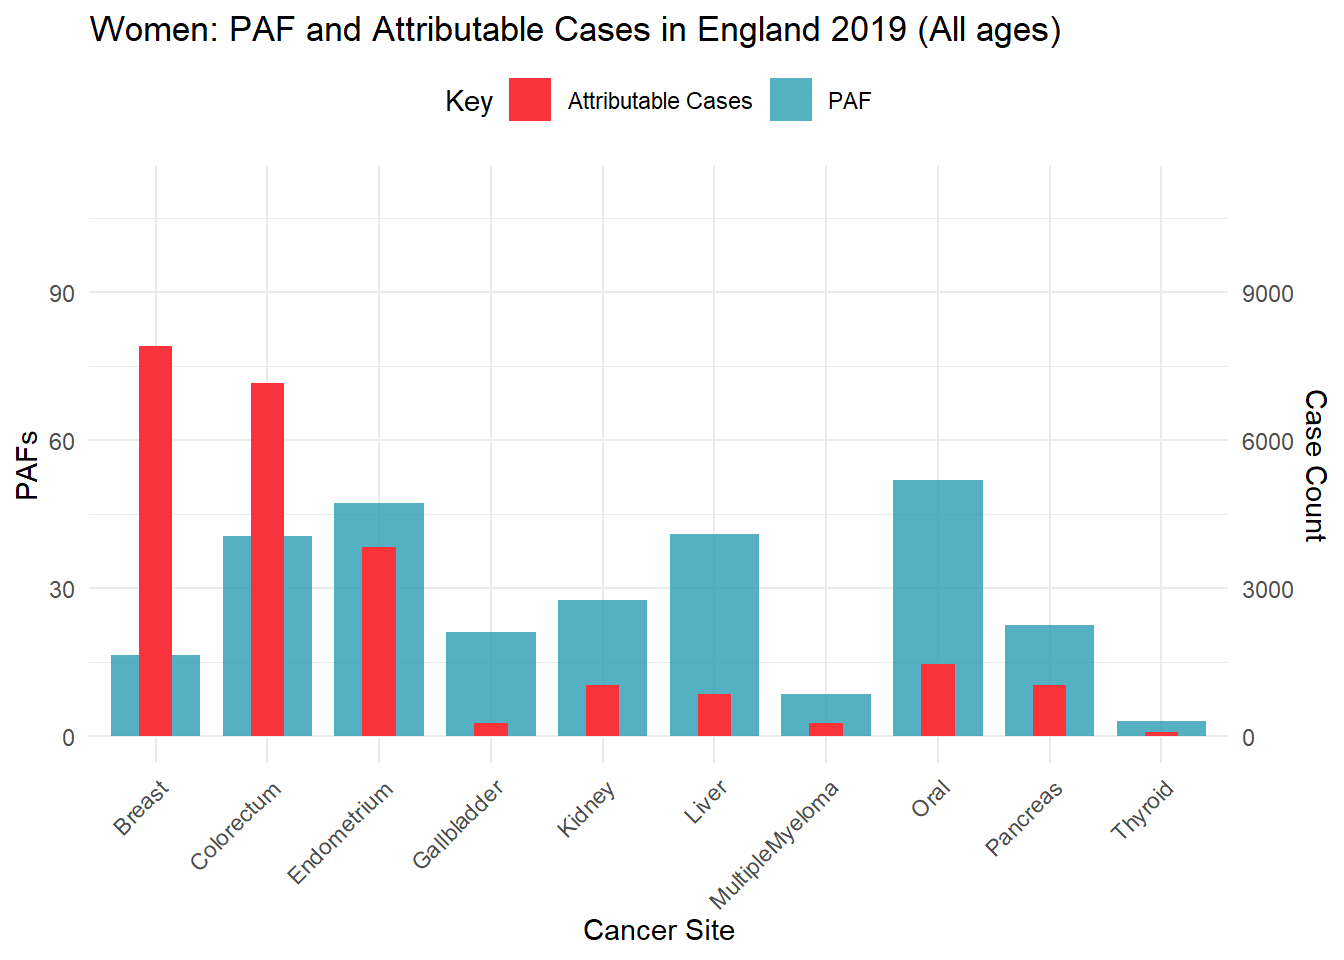 Women: PAF and Attributable Cases in England 2019 (All ages)
Key
Attributable Cases
PAF
PAFs
90
60
30
0
9000
6000
3000
0
Case Count
Breast
Colorectum
Endometrium
Gallbladder
Kidney
Liver
MultipleMyeloma
Oral
Pancreas
Thyroid
Cancer Site